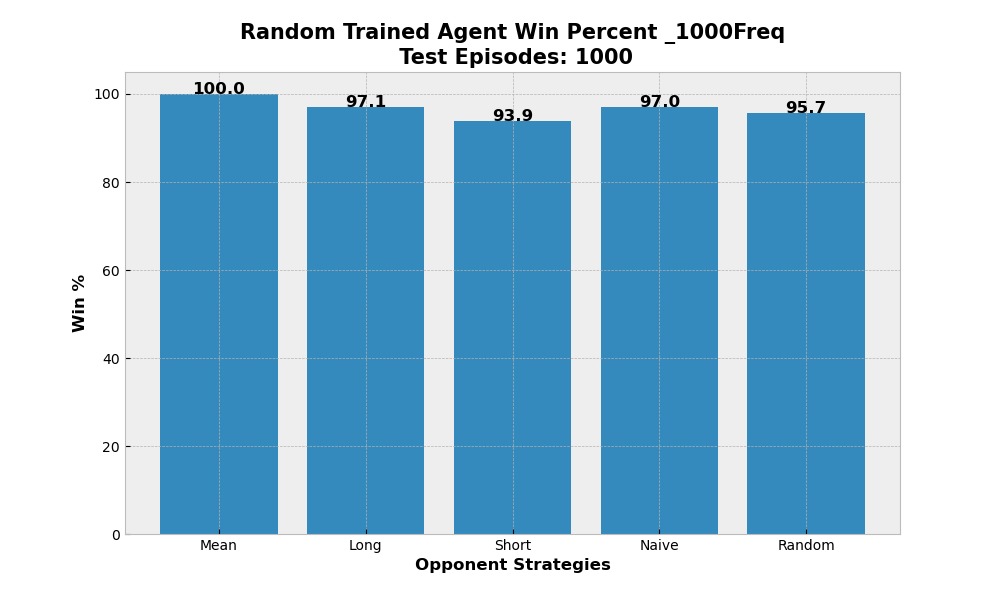 Random Trained Agent Win Percent _1000Freq
Test Episodes: 1000
100.0
97.1
93.9
97.0
95.7
100
80
60
40
20
0
Win %
Mean
Long
Short
Naive
Random
Opponent Strategies